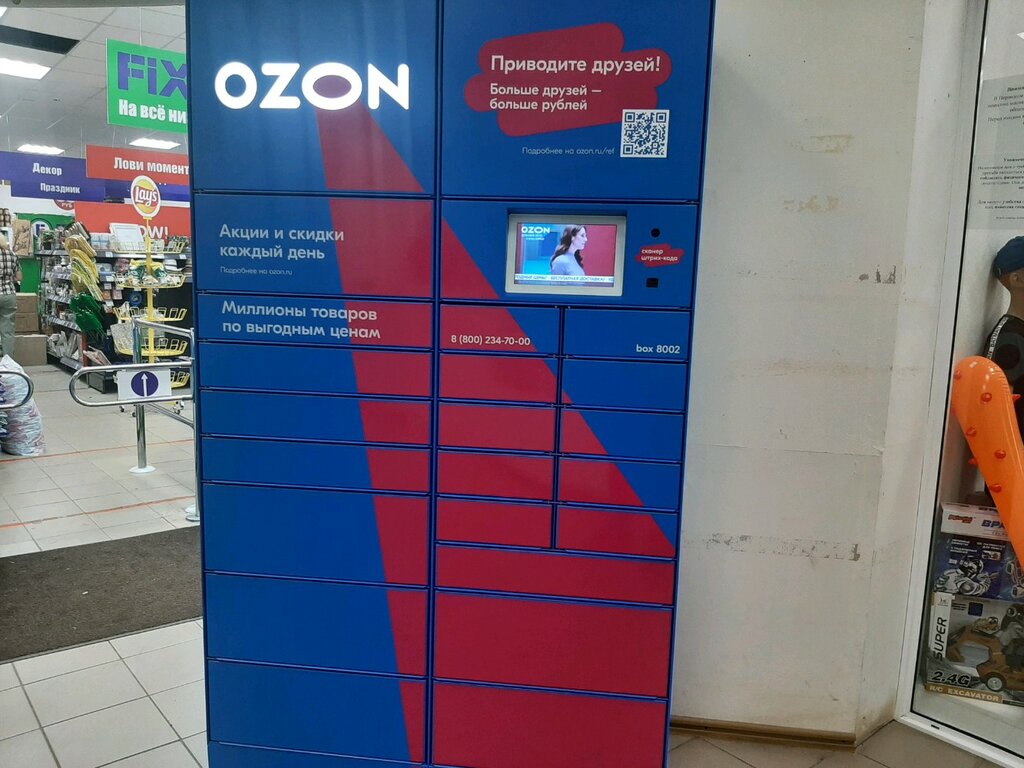 OZON
Приводите друзей!
Больше друзей —
больше рублей
Подробнее на ozon.ru/ref
Акции и скидки
каждый день
Подробнее на ozon.ru
OZON
сканер
штрих-кода
Миллионы товаров
по выгодным ценам
8 (800) 234-70-00
box 8002
Fix
На всё
Декор
Праздник
Лови момент
Lay's
SUPER
2.4G
R/C EXCAVATOR